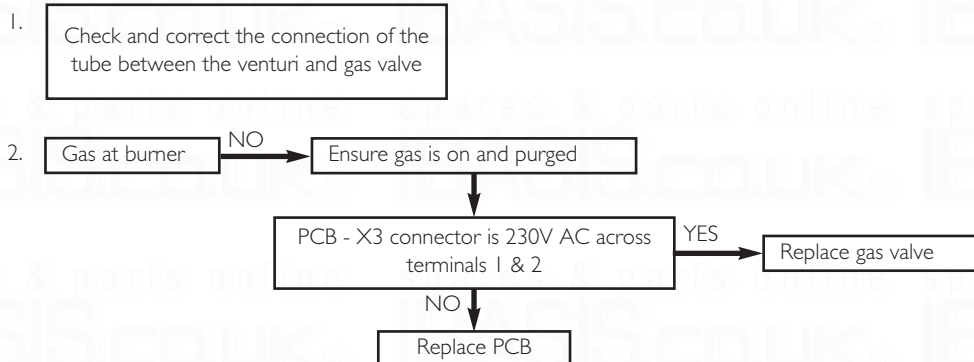 1.
Check and correct the connection of the
tube between the venturi and gas valve
2.
Gas at burner
NO
Ensure gas is on and purged
PCB - X3 connector is 230V AC across
terminals 1 & 2
YES
Replace gas valve
NO
Replace PCB